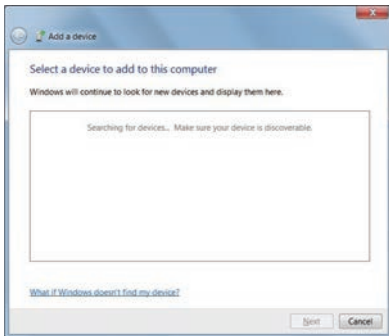 Add a device
Select a device to add to this computer
Windows will continue to look for new devices and display them here.
Searching for devices... Make sure your device is discoverable.
What if Windows doesn't find my device?
Next Cancel